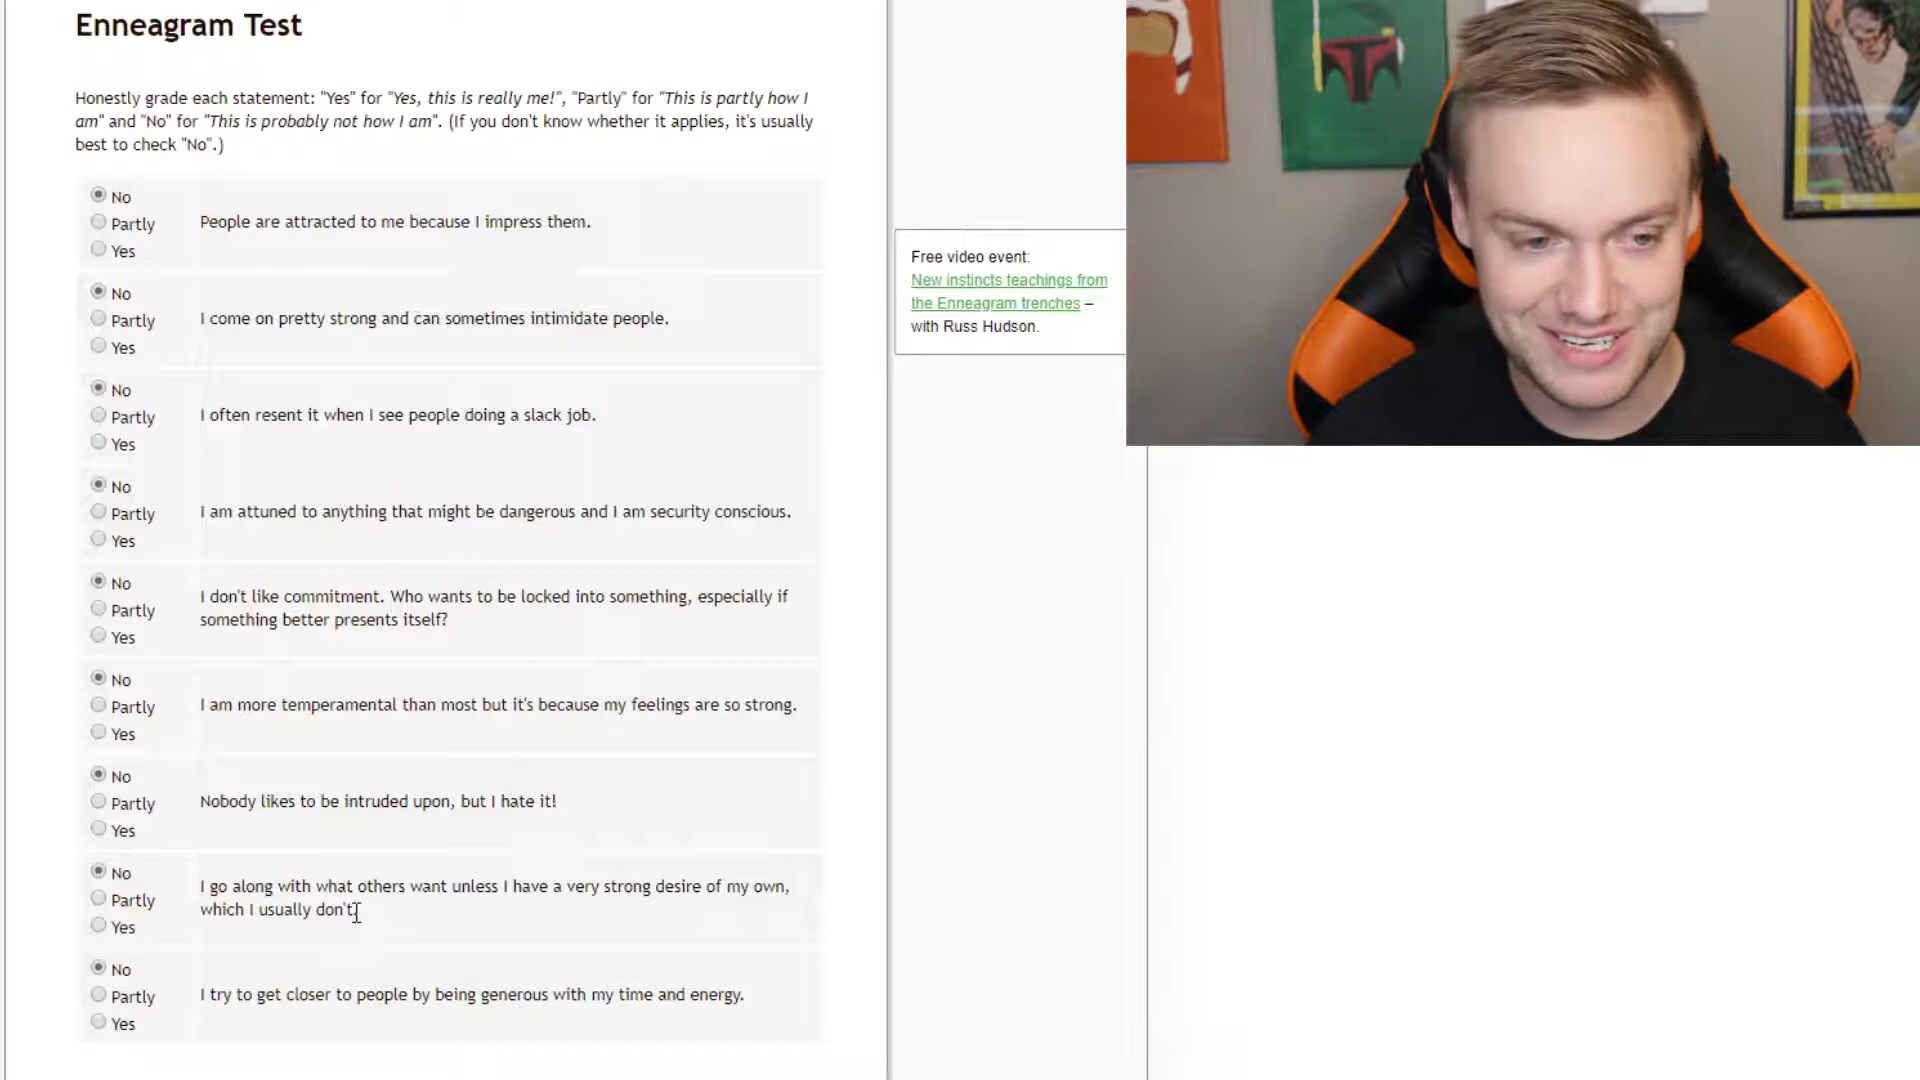 Enneagram Test
Honestly grade each statement: "Yes" for "Yes, this is really me!", "Partly" for "This is partly how I
am" and "No" for "This is probably not how I am". (If you don't know whether it applies, it's usually
best to check "No".)
No
Partly
Yes
People are attracted to me because I impress them.
No
Partly
Yes
I come on pretty strong and can sometimes intimidate people.
No
Partly
Yes
I often resent it when I see people doing a slack job.
No
Partly
Yes
I am attuned to anything that might be dangerous and I am security conscious.
No
Partly
Yes
I don't like commitment. Who wants to be locked into something, especially if
something better presents itself?
No
Partly
Yes
I am more temperamental than most but it's because my feelings are so strong.
No
Partly
Yes
Nobody likes to be intruded upon, but I hate it!
No
Partly
Yes
I go along with what others want unless I have a very strong desire of my own,
which I usually don't.
No
Partly
Yes
I try to get closer to people by being generous with my time and energy.
Free video event:
New instincts teachings from
the Enneagram trenches –
with Russ Hudson.